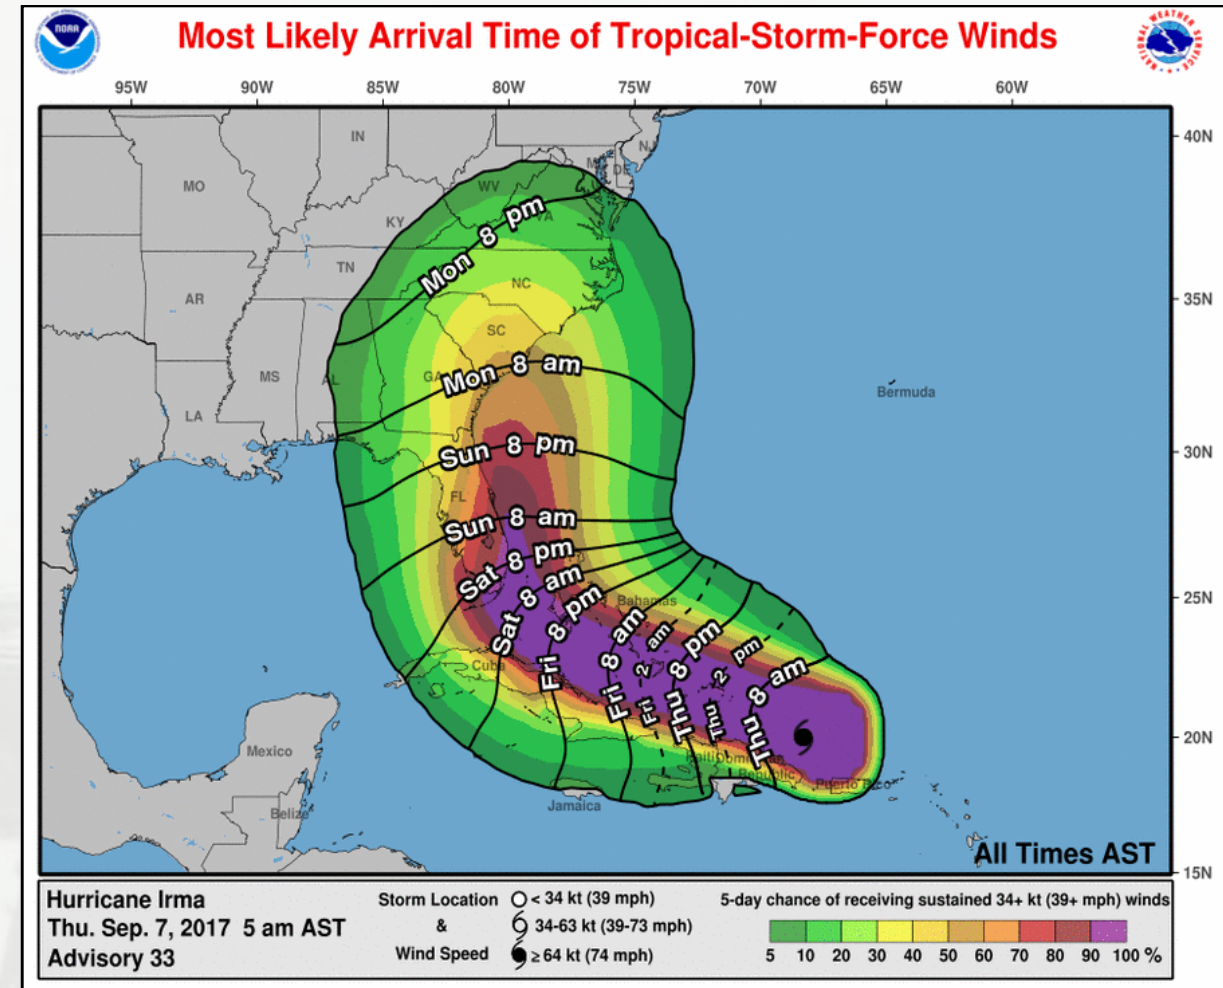 NOAA
Most Likely Arrival Time of Tropical-Storm-Force Winds
NATIONAL WEATHER SERVICE
95W 90W 85W 80W 75W 70W 65W 60W
40N
35N
30N
25N
20N
15N
IN
NJ
MO
WV
DE
KY
VA
TN
NC
AR
SC
MS
AL
GA
LA
FL
Bermuda
Bahamas
Cuba
Mexico
Haiti
Dominican
Republic
Puerto Rico
Jamaica
Belize
Mon 8 pm
Mon 8 am
Sun 8 pm
Sun 8 am
Sat 8 pm
Sat 8 am
Fri 8 pm
Fri 8 am
Fri 2 am
Thu 8 pm
Thu 2 pm
Thu 8 am
All Times AST
Hurricane Irma
Thu. Sep. 7, 2017 5 am AST
Advisory 33
Storm Location
&
Wind Speed
< 34 kt (39 mph)
34-63 kt (39-73 mph)
≥ 64 kt (74 mph)
5-day chance of receiving sustained 34+ kt (39+ mph) winds
5 10 20 30 40 50 60 70 80 90 100 %